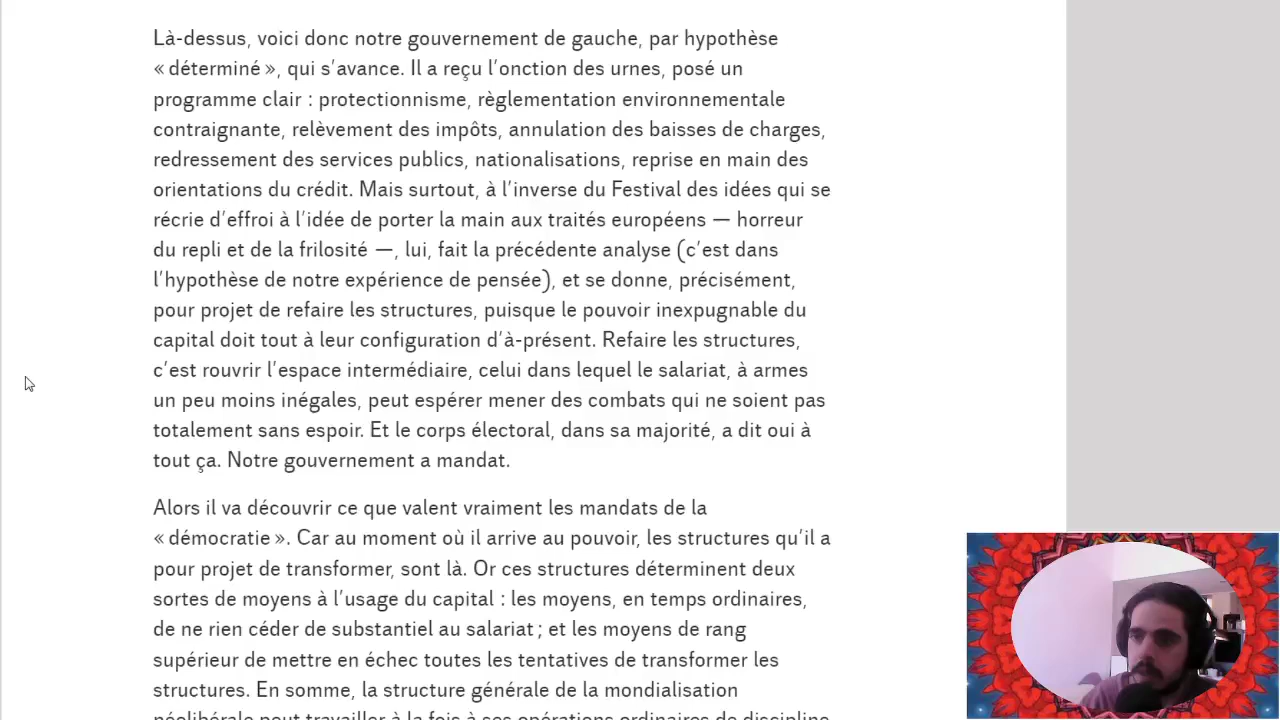 Là-dessus, voici donc notre gouvernement de gauche, par hypothèse
« déterminé », qui s’avance. Il a reçu l’onction des urnes, posé un
programme clair : protectionnisme, règlementation environnementale
contraignante, relèvement des impôts, annulation des baisses de charges,
redressement des services publics, nationalisations, reprise en main des
orientations du crédit. Mais surtout, à l’inverse du Festival des idées qui se
récrie d’effroi à l’idée de porter la main aux traités européens — horreur
du repli et de la frilosité —, lui, fait la précédente analyse (c’est dans
l’hypothèse de notre expérience de pensée), et se donne, précisément,
pour projet de refaire les structures, puisque le pouvoir inexpugnable du
capital doit tout à leur configuration d’à-présent. Refaire les structures,
c’est rouvrir l’espace intermédiaire, celui dans lequel le salariat, à armes
un peu moins inégales, peut espérer mener des combats qui ne soient pas
totalement sans espoir. Et le corps électoral, dans sa majorité, a dit oui à
tout ça. Notre gouvernement a mandat.
Alors il va découvrir ce que valent vraiment les mandats de la
« démocratie ». Car au moment où il arrive au pouvoir, les structures qu’il a
pour projet de transformer, sont là. Or ces structures déterminent deux
sortes de moyens à l’usage du capital : les moyens, en temps ordinaires,
de ne rien céder de substantiel au salariat ; et les moyens de rang
supérieur de mettre en échec toutes les tentatives de transformer les
structures. En somme, la structure générale de la mondialisation
néolibérale peut travailler à la fois à ses opérations ordinaires de discipline